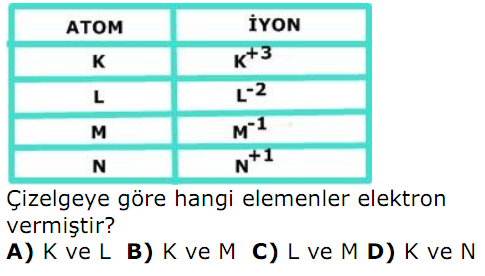 ATOM İYON
K K+3
L L-2
M M-1
N N+1
Çizelgeye göre hangi elemenler elektron
vermiştir?
A) K ve L B) K ve M C) L ve M D) K ve N